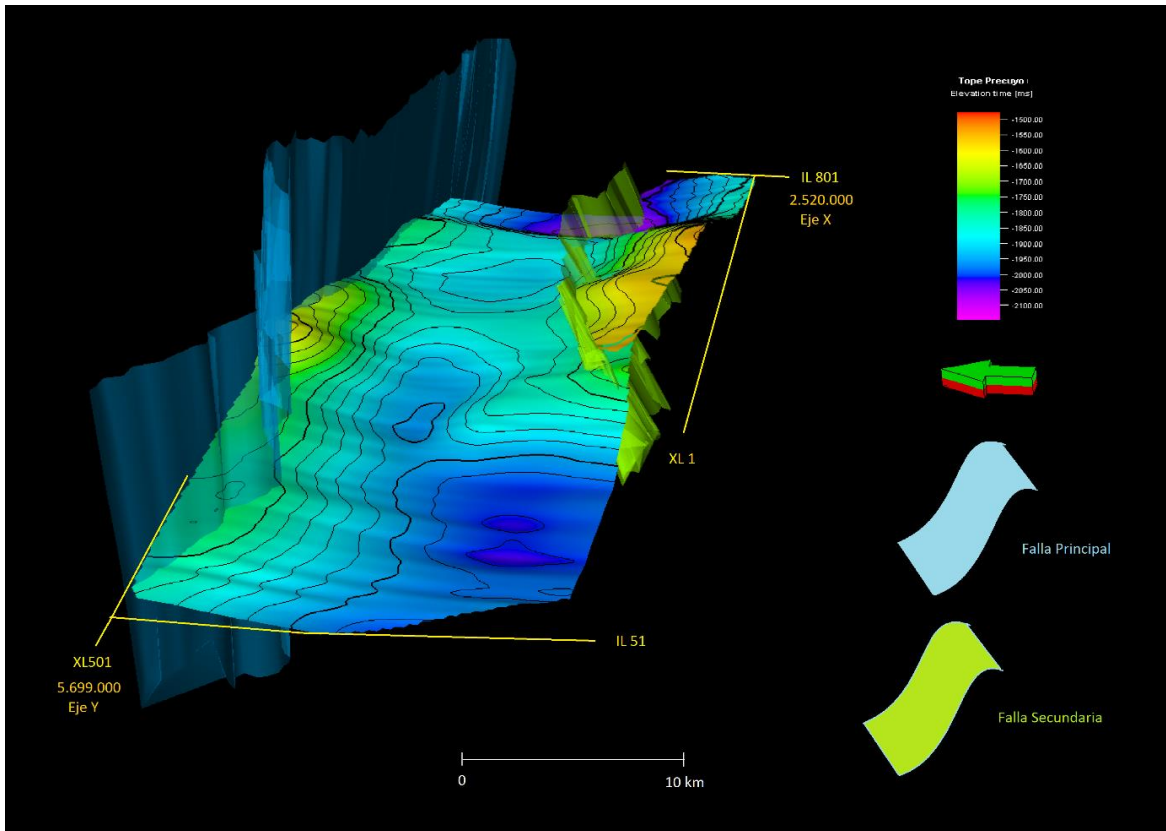 Tope Precuyo
Elevation time [ms]
-1500.00
-1550.00
-1600.00
-1650.00
-1700.00
-1750.00
-1800.00
-1850.00
-1900.00
-1950.00
-2000.00
-2050.00
-2100.00
IL 801
2.520.000
Eje X
XL 1
Falla Principal
IL 51
XL501
5.699.000
Eje Y
Falla Secundaria
0
10 km